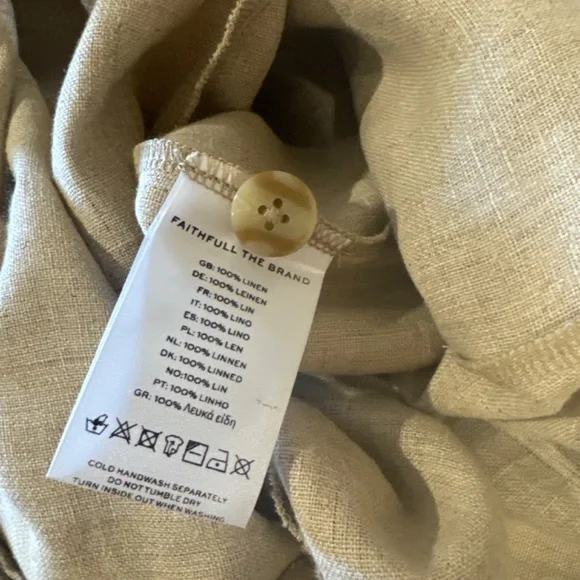 FAITHFULL THE BRAND
GB: 100% LINEN
DE: 100% LEINEN
FR: 100% LIN
IT: 100% LINO
ES: 100% LINO
PL: 100% LEN
NL: 100% LINNEN
DK: 100% LINNED
NO: 100% LIN
PT: 100% LINHO
GR: 100% Λευκά είδη
COLD HANDWASH SEPARATELY
DO NOT TUMBLE DRY
TURN INSIDE OUT WHEN WASHING